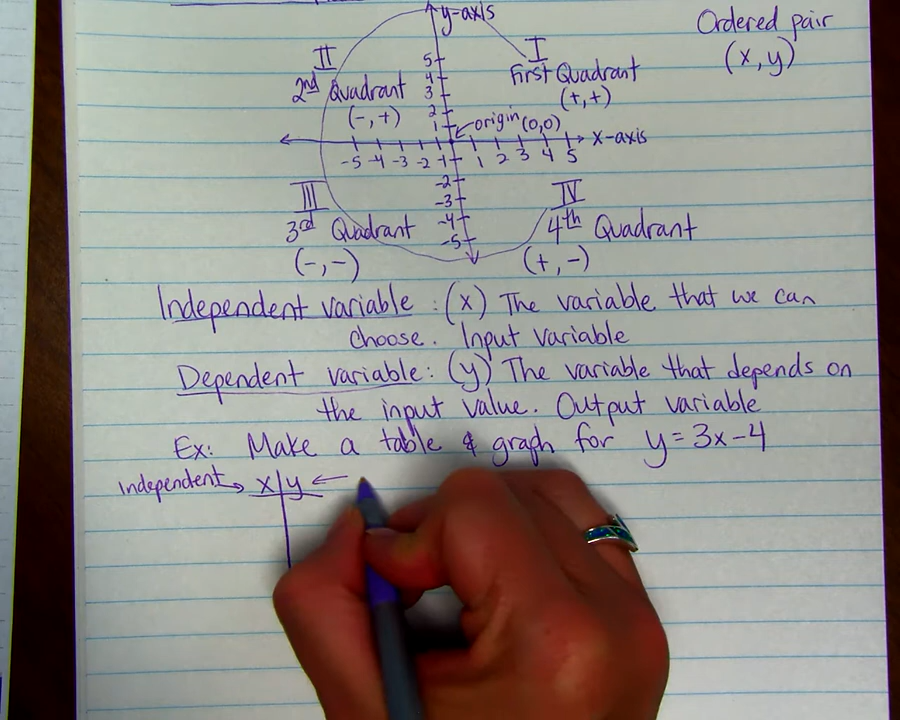 y-axis
Ordered pair
(x,y)
II
2nd Quadrant
(-,+)
I
First Quadrant
(+,+)
5
4
3
2
1
origin (0,0)
x-axis
-5 -4 -3 -2 -1 1 2 3 4 5
-2
-3
-4
-5
III
3rd Quadrant
(-,-)
IV
4th Quadrant
(+,-)
Independent variable : (x) The variable that we can
choose. Input variable
Dependent variable: (y) The variable that depends on
the input value. Output variable
Ex: Make a table & graph for y=3x-4
Independent → x | y ←